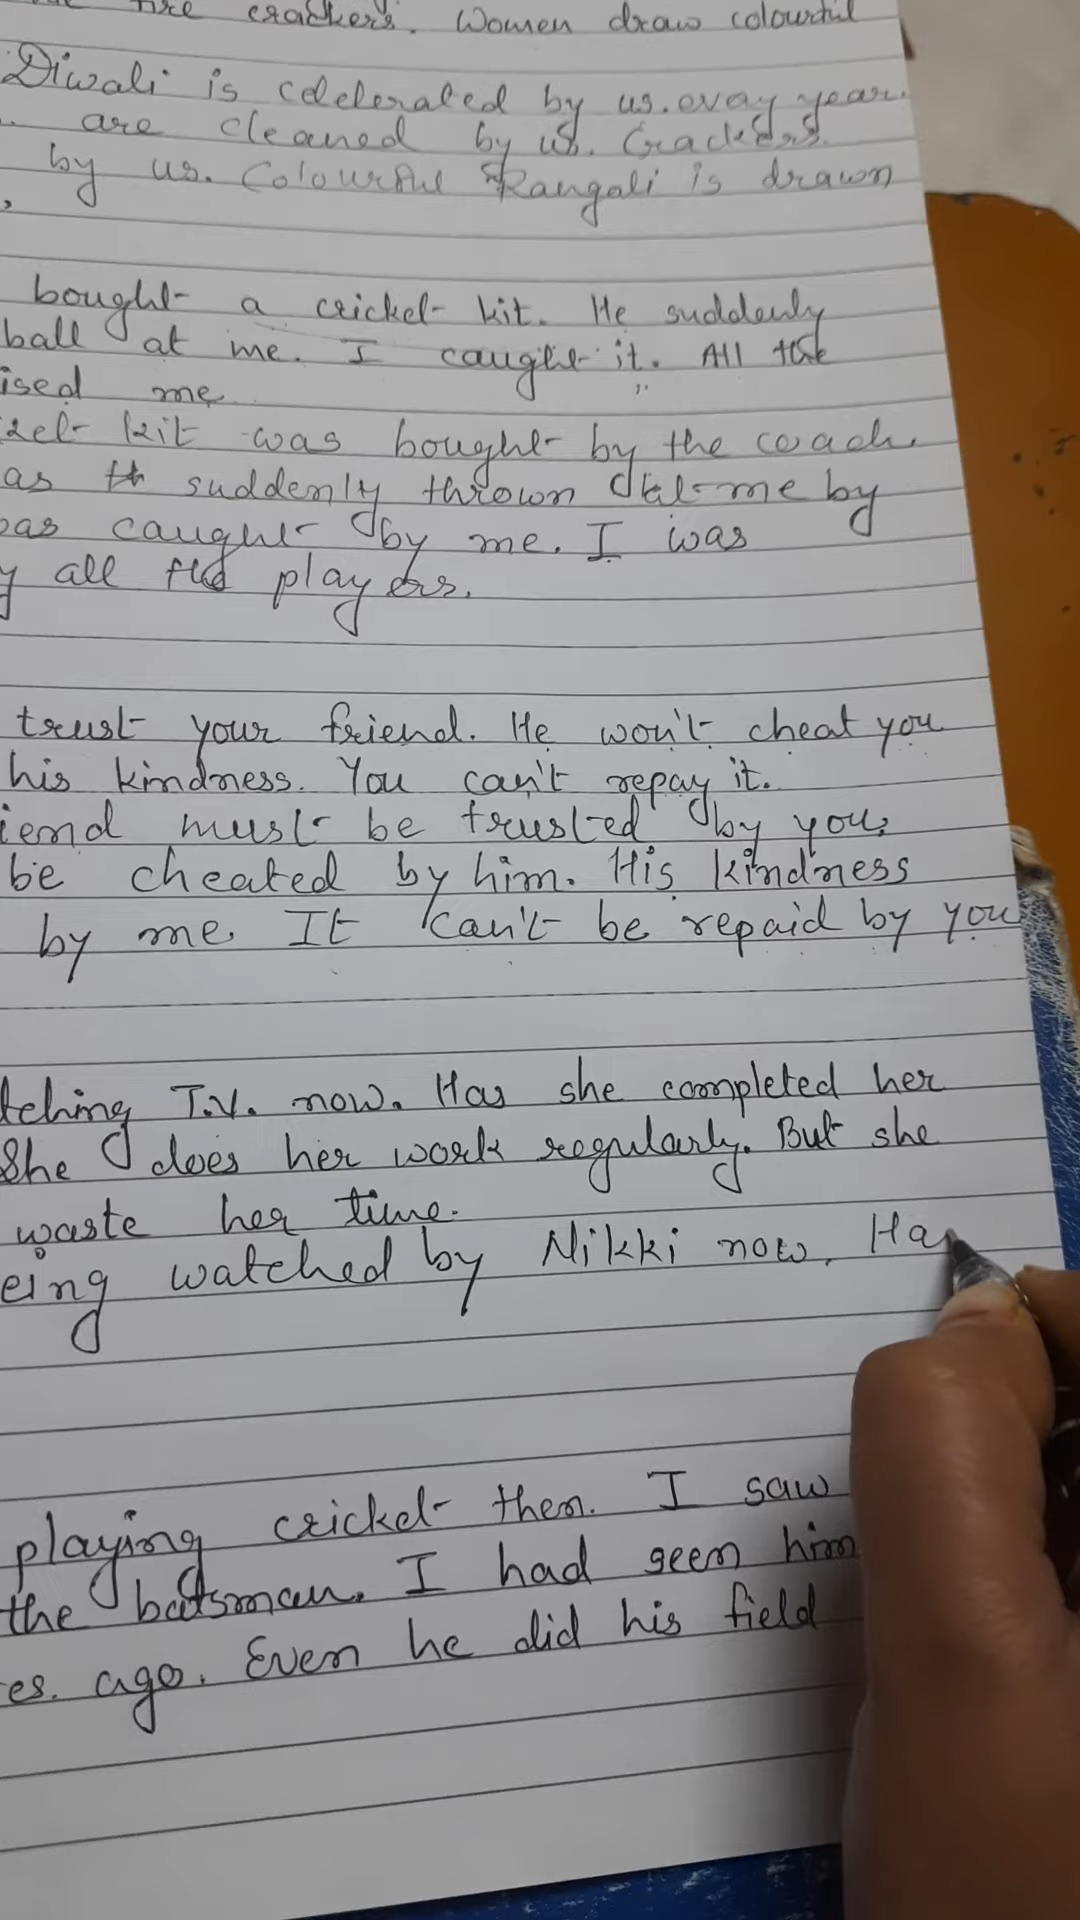 fire crackers. Women draw colourful
Diwali is celebrated by us. every year.
are cleaned by us. Crackers
by us. Colourful Rangali is drawn
bought a cricket kit. He suddenly
ball at me. I caught it. All the
ised me
ket kit was bought by the coach.
as suddenly thrown at me by
was caught by me. I was
y all the players.
trust your friend. He won't cheat you
his kindness. You can't repay it.
iend must be trusted by you.
be cheated by him. His kindness
by me. It can't be repaid by you
tching T.V. now. Has she completed her
She does her work regularly. But she
waste her time.
eing watched by Nikki now. Ha
playing cricket then. I saw
the batsman. I had seen him
es. ago. Even he did his field